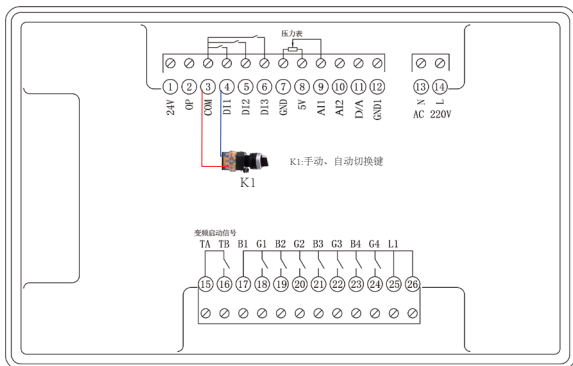 压力表
1 2 3 4 5 6 7 8 9 10 11 12 13 14
24V OP COM DI1 DI2 DI3 GND 5V AI1 AI2 D/A GND1 N L
AC 220V
K1:手动、自动切换键
K1
变频启动信号
TA TB B1 G1 B2 G2 B3 G3 B4 G4 L1
15 16 17 18 19 20 21 22 23 24 25 26